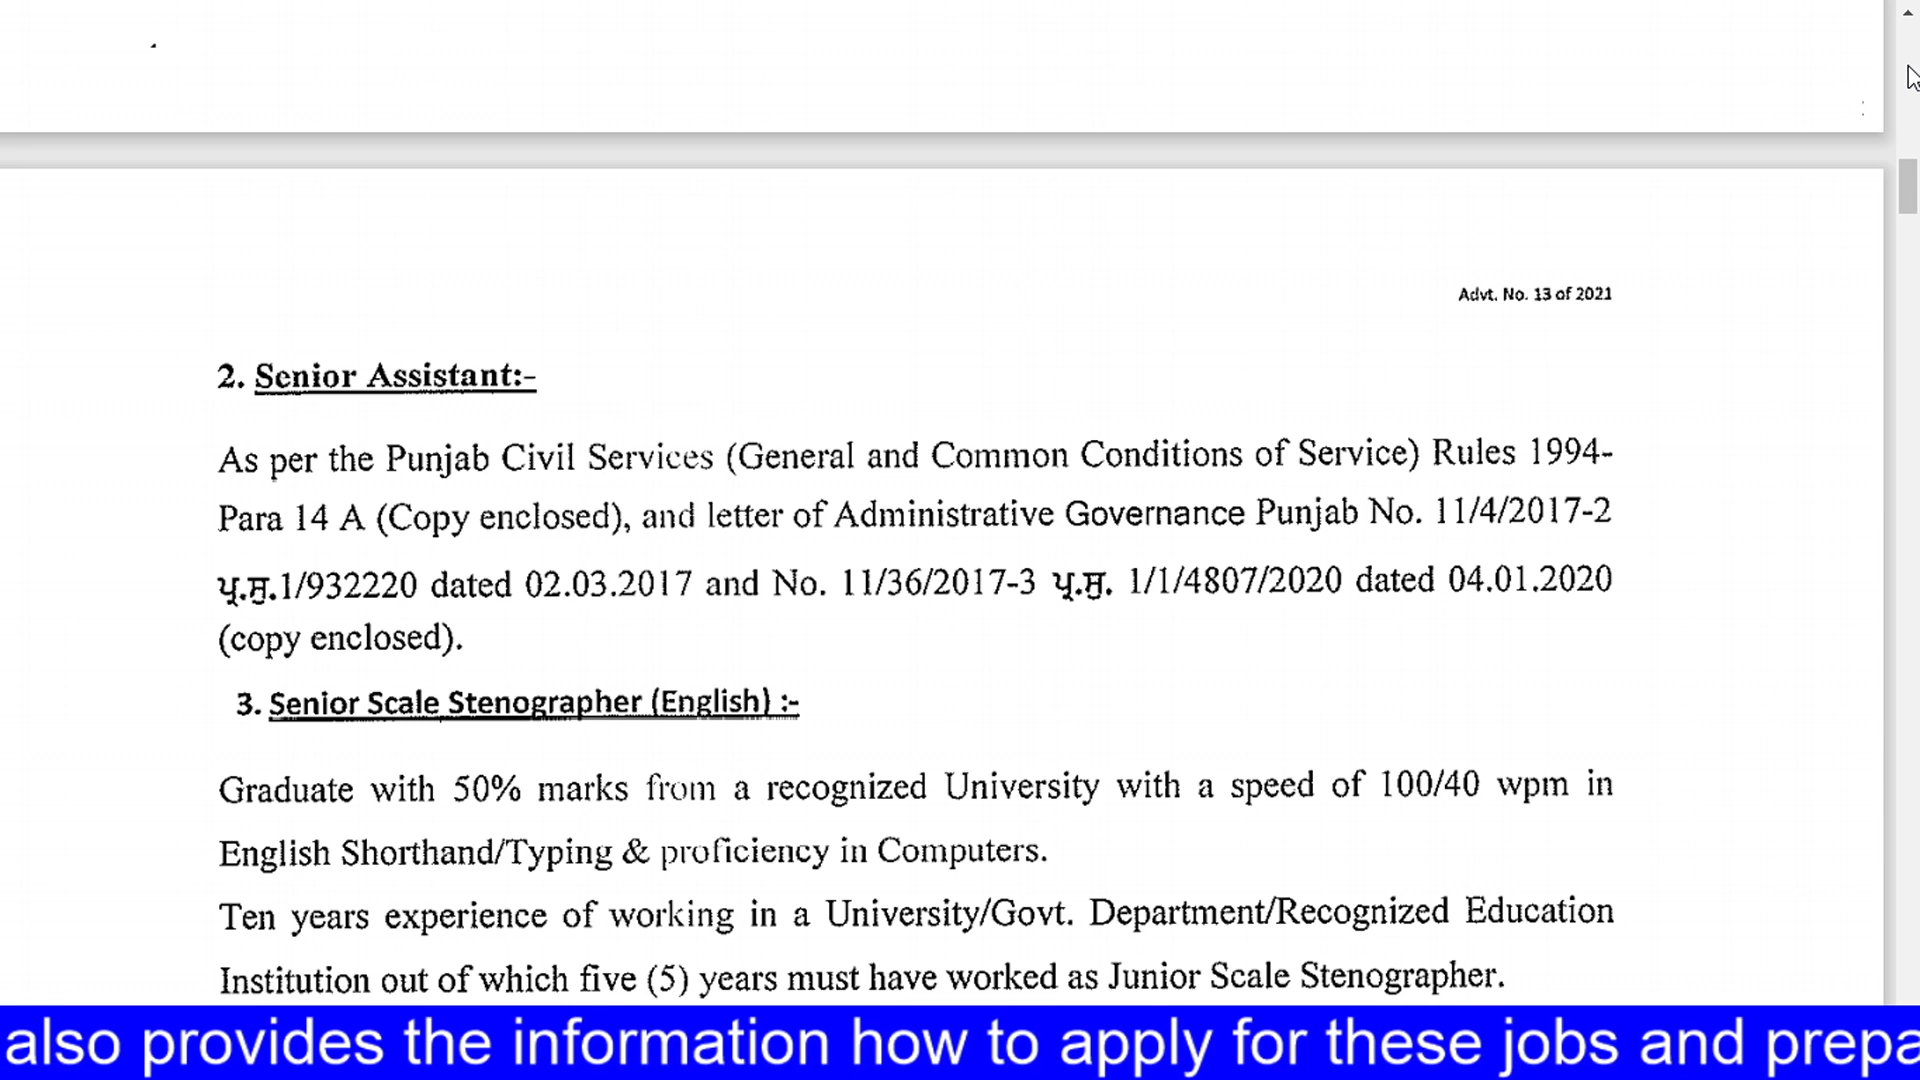 Advt. No. 13 of 2021
2. Senior Assistant:-
As per the Punjab Civil Services (General and Common Conditions of Service) Rules 1994-
Para 14 A (Copy enclosed), and letter of Administrative Governance Punjab No. 11/4/2017-2
ਪੂ.ਸ.1/932220 dated 02.03.2017 and No. 11/36/2017-3 ਪੂ.ਸ. 1/1/4807/2020 dated 04.01.2020
(copy enclosed).
3. Senior Scale Stenographer (English) :-
Graduate with 50% marks from a recognized University with a speed of 100/40 wpm in
English Shorthand/Typing & proficiency in Computers.
Ten years experience of working in a University/Govt. Department/Recognized Education
Institution out of which five (5) years must have worked as Junior Scale Stenographer.
also provides the information how to apply for these jobs and prepa